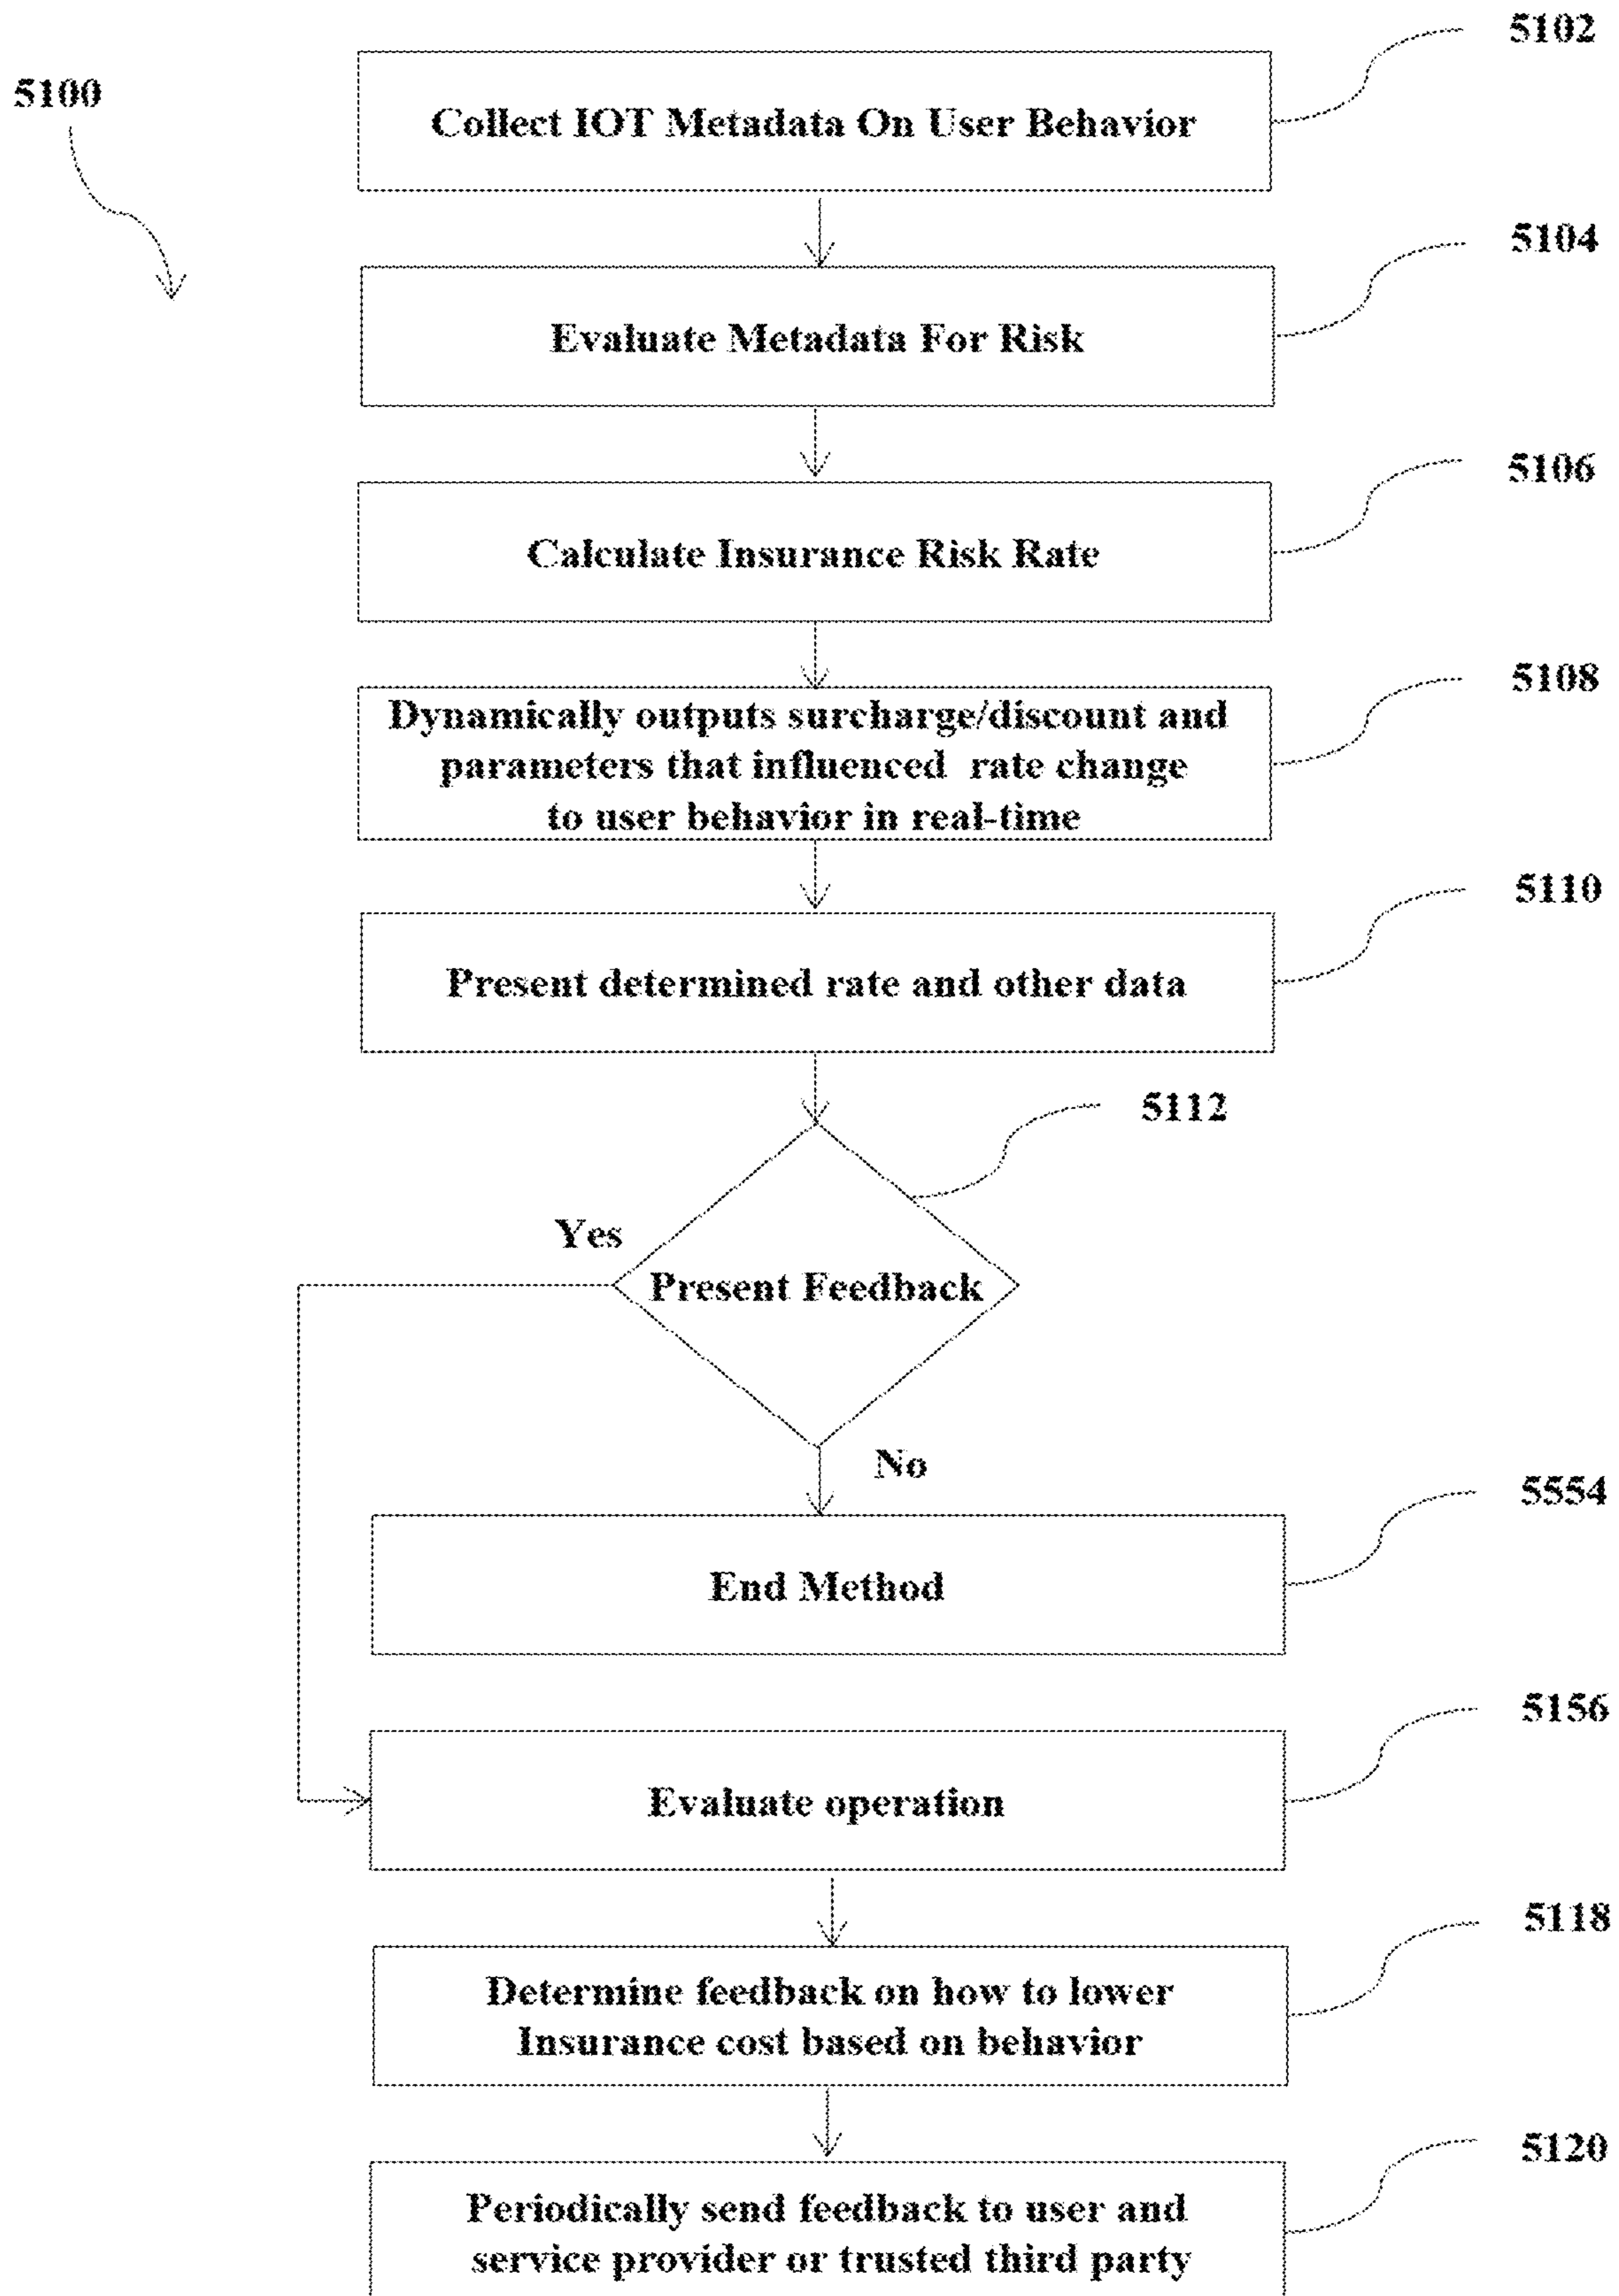 5102
5100
Collect IOT Metadata On User Behavior
5104
Evaluate Metadata For Risk
5106
Calculate Insurance Risk Rate
5108
Dynamically outputs surcharge/discount and
parameters that influenced rate change
to user behavior in real-time
5110
Present determined rate and other data
5112
Yes
Present Feedback
No
5554
End Method
5156
Evaluate operation
5118
Determine feedback on how to lower
Insurance cost based on behavior
5120
Periodically send feedback to user and
service provider or trusted third party